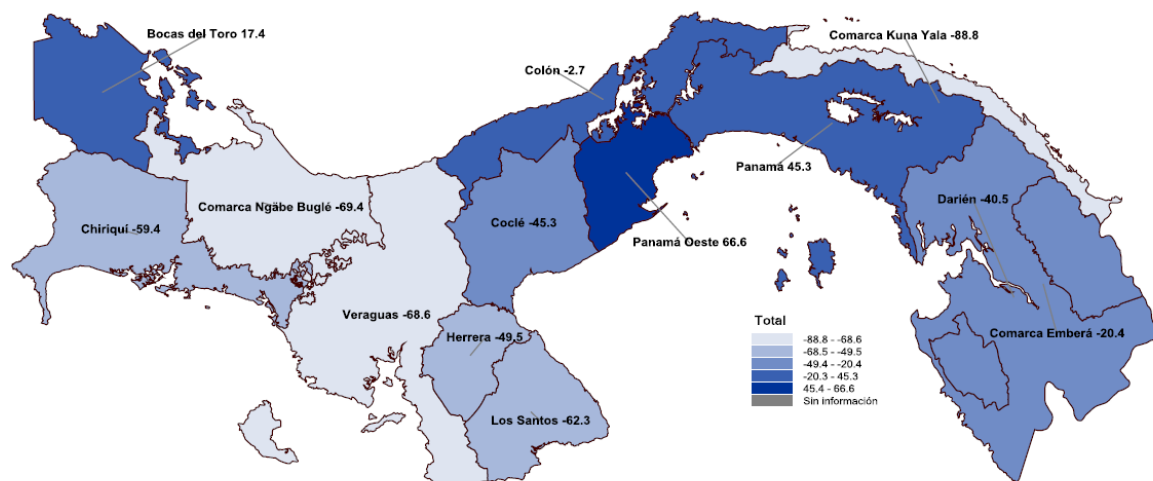 Bocas del Toro 17.4
Comarca Kuna Yala -88.8
Colón -2.7
Panamá 45.3
Comarca Ngäbe Buglé -69.4
Darién -40.5
Chiriquí -59.4
Coclé -45.3
Panamá Oeste 66.6
Veraguas -68.6
Herrera -49.5
Comarca Emberá -20.4
Los Santos -62.3
Total
-88.8 - -68.6
-68.5 - -49.5
-49.4 - -20.4
-20.3 - 45.3
45.4 - 66.6
Sin información